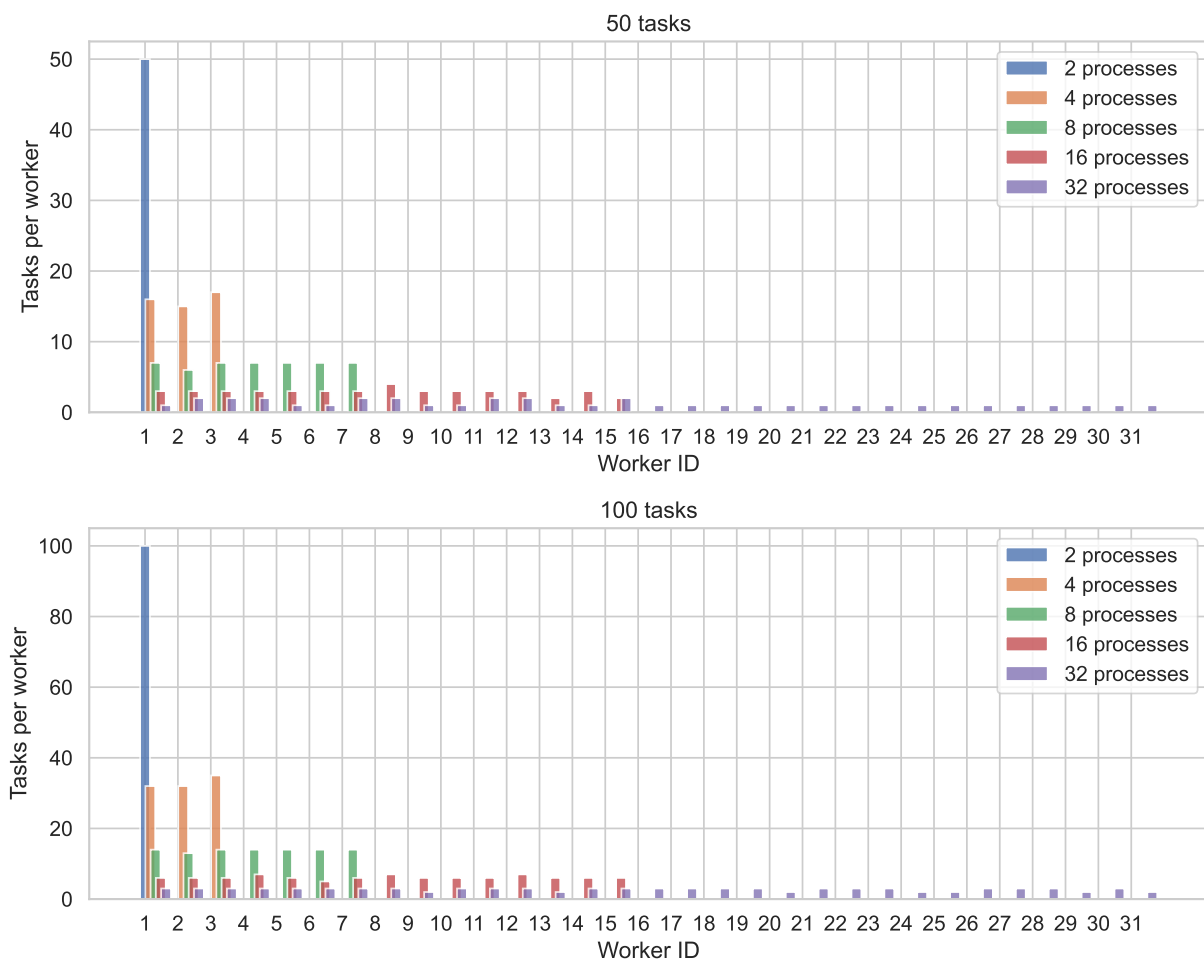 50 tasks
50
40
30
20
10
0
Tasks per worker
2 processes
4 processes
8 processes
16 processes
32 processes
1 2 3 4 5 6 7 8 9 10 11 12 13 14 15 16 17 18 19 20 21 22 23 24 25 26 27 28 29 30 31
Worker ID
100 tasks
100
80
60
40
20
0
Tasks per worker
2 processes
4 processes
8 processes
16 processes
32 processes
1 2 3 4 5 6 7 8 9 10 11 12 13 14 15 16 17 18 19 20 21 22 23 24 25 26 27 28 29 30 31
Worker ID